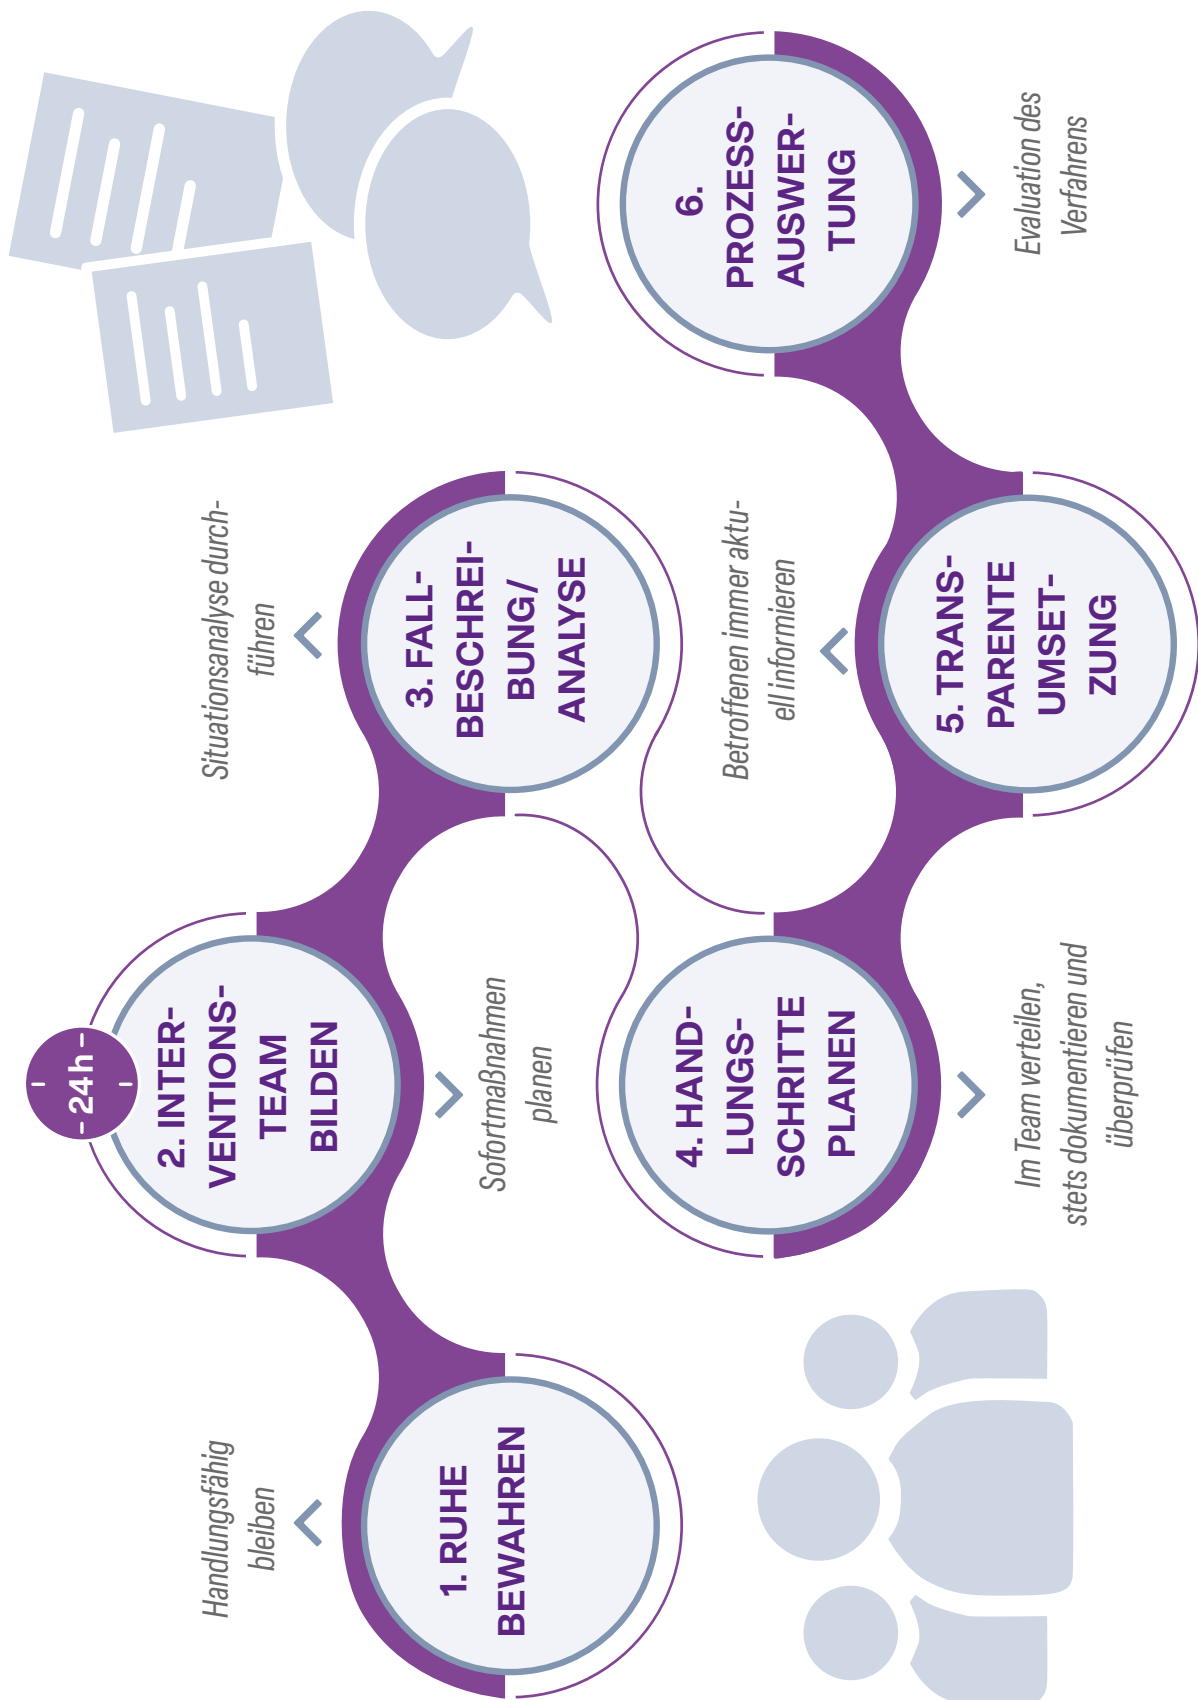 Handlungsfähig
bleiben
1. RUHE
BEWAHREN
- 24h -
2. INTER-
VENTIONS-
TEAM
BILDEN
Sofortmaßnahmen
planen
Situationsanalyse durch-
führen
3. FALL-
BESCHREI-
BUNG/
ANALYSE
4. HAND-
LUNGS-
SCHRITTE
PLANEN
Im Team verteilen,
stets dokumentieren und
überprüfen
Betroffenen immer aktu-
ell informieren
5. TRANS-
PARENTE
UMSET-
ZUNG
6.
PROZESS-
AUSWER-
TUNG
Evaluation des
Verfahrens